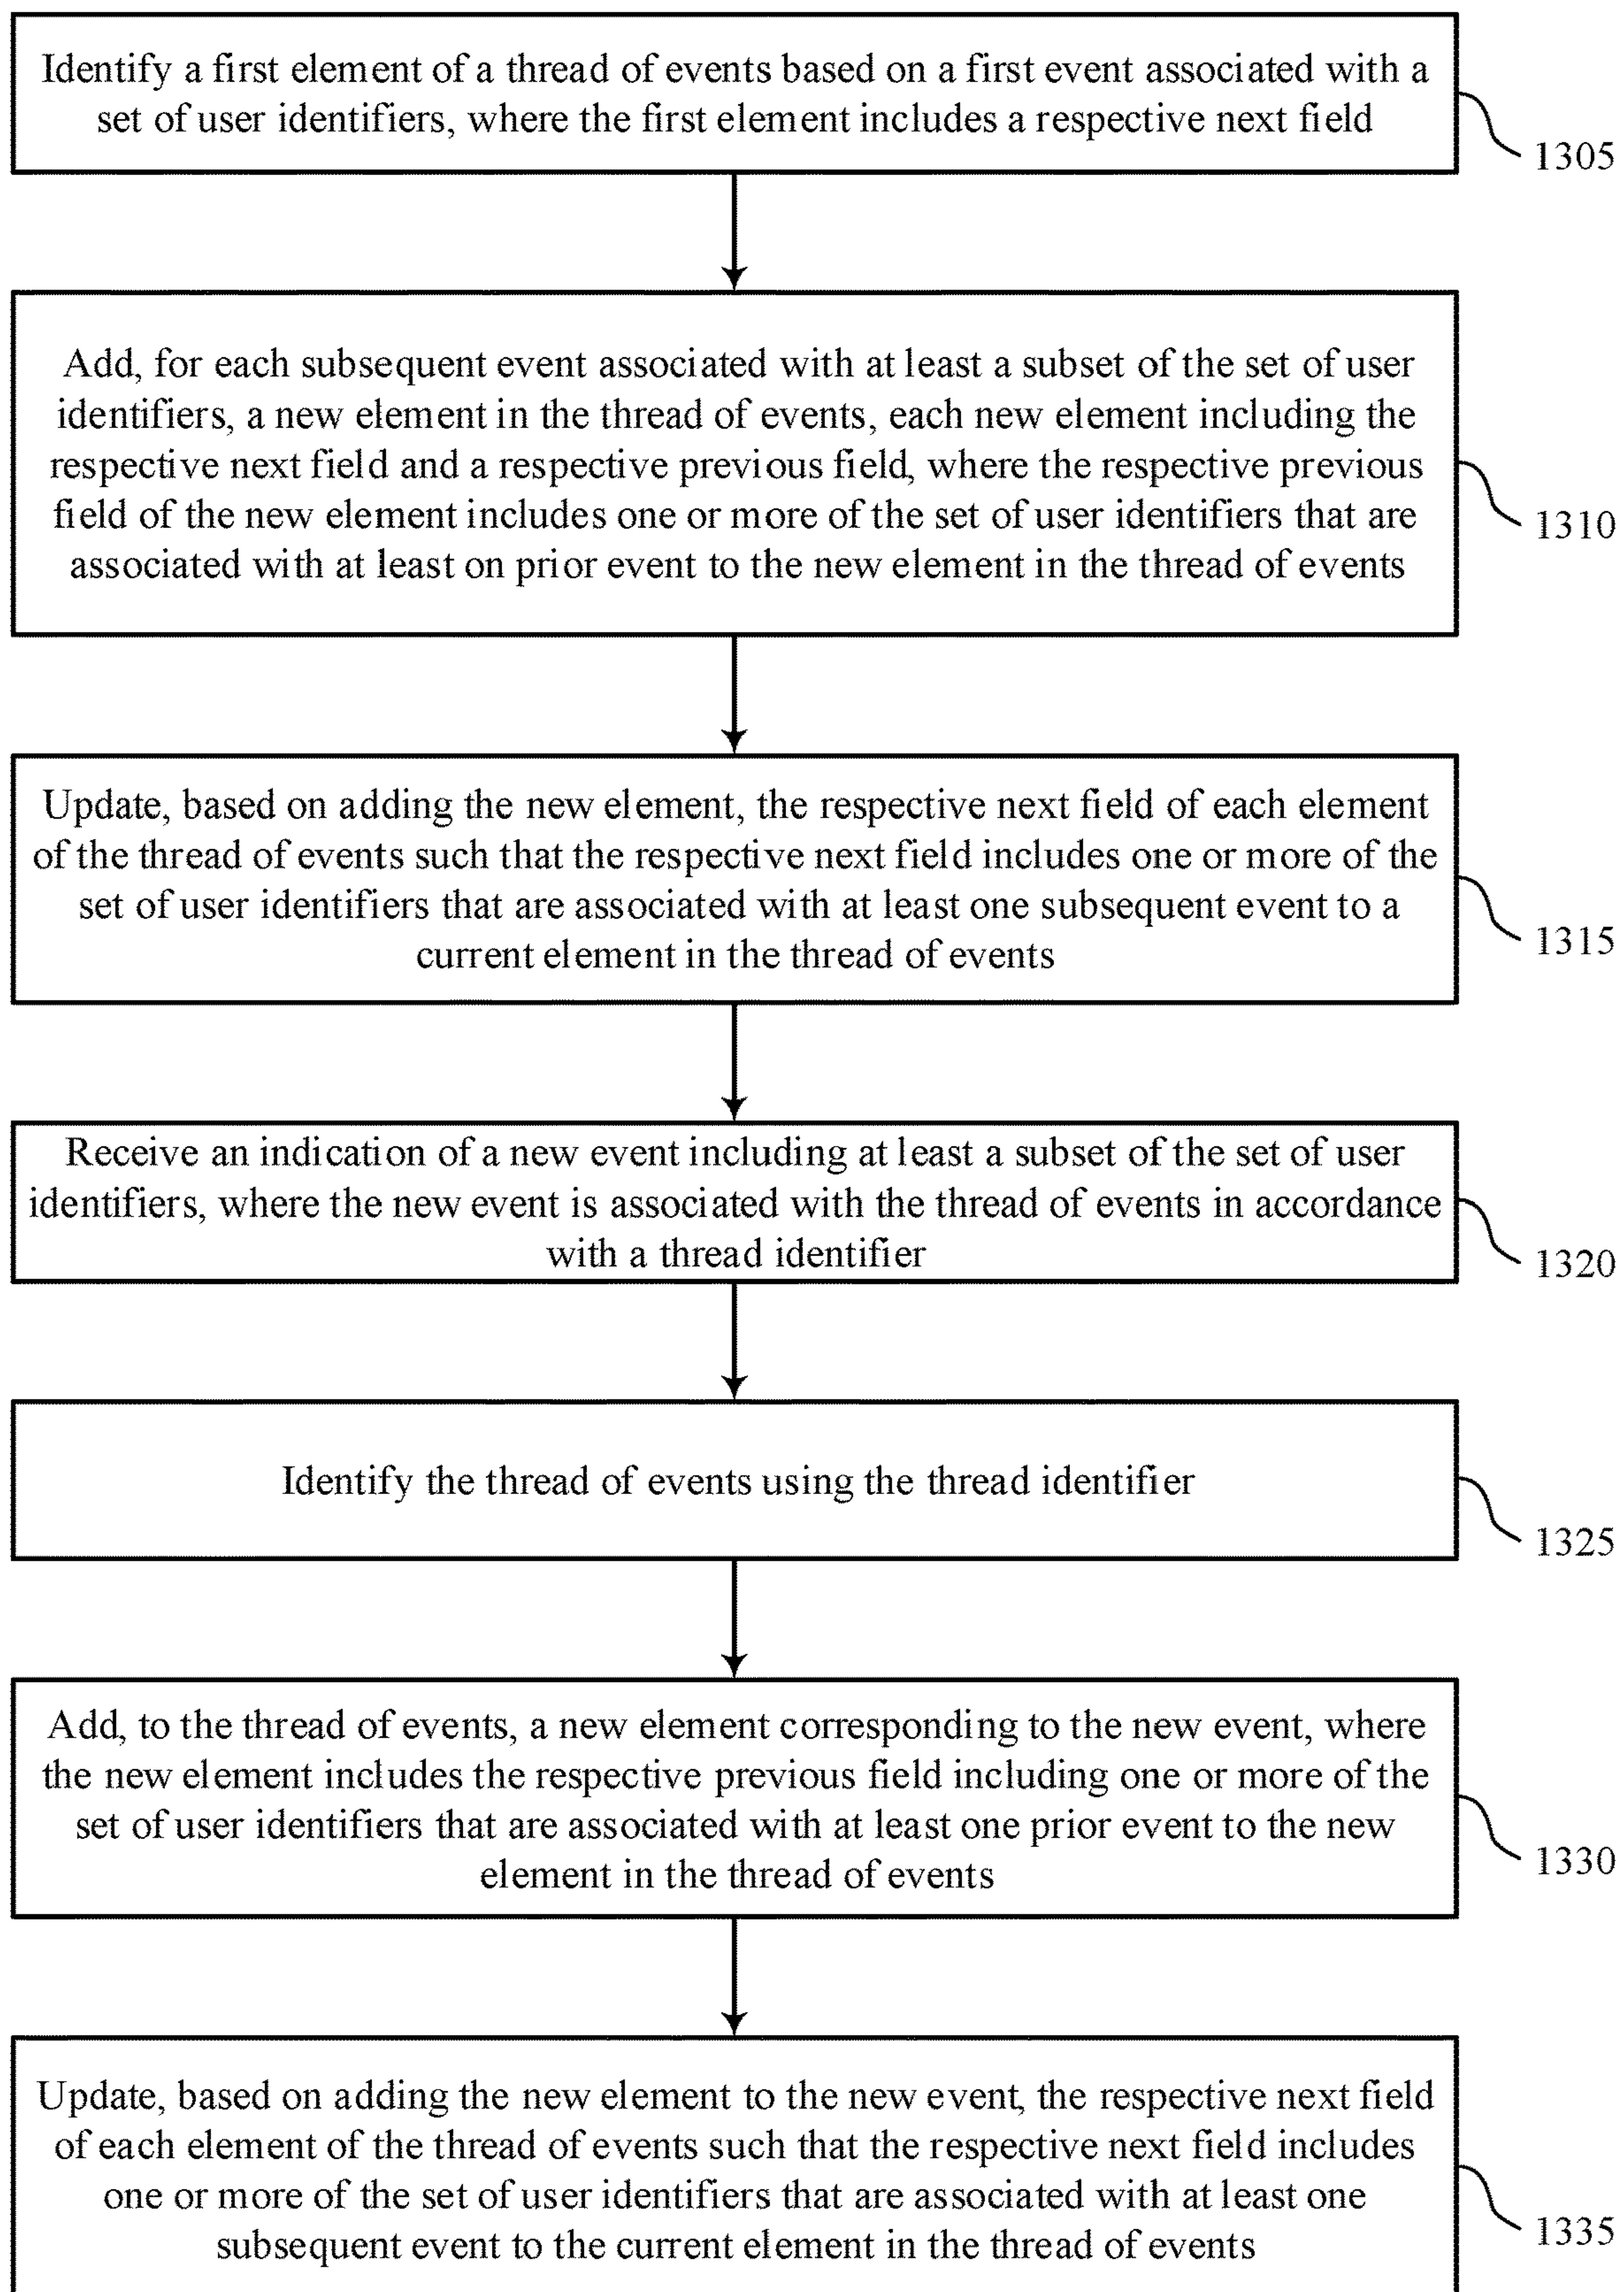 Identify a first element of a thread of events based on a first event associated with a
set of user identifiers, where the first element includes a respective next field
1305
Add, for each subsequent event associated with at least a subset of the set of user
identifiers, a new element in the thread of events, each new element including the
respective next field and a respective previous field, where the respective previous
field of the new element includes one or more of the set of user identifiers that are
associated with at least on prior event to the new element in the thread of events
1310
Update, based on adding the new element, the respective next field of each element
of the thread of events such that the respective next field includes one or more of the
set of user identifiers that are associated with at least one subsequent event to a
current element in the thread of events
1315
Receive an indication of a new event including at least a subset of the set of user
identifiers, where the new event is associated with the thread of events in accordance
with a thread identifier
1320
Identify the thread of events using the thread identifier
1325
Add, to the thread of events, a new element corresponding to the new event, where
the new element includes the respective previous field including one or more of the
set of user identifiers that are associated with at least one prior event to the new
element in the thread of events
1330
Update, based on adding the new element to the new event, the respective next field
of each element of the thread of events such that the respective next field includes
one or more of the set of user identifiers that are associated with at least one
subsequent event to the current element in the thread of events
1335